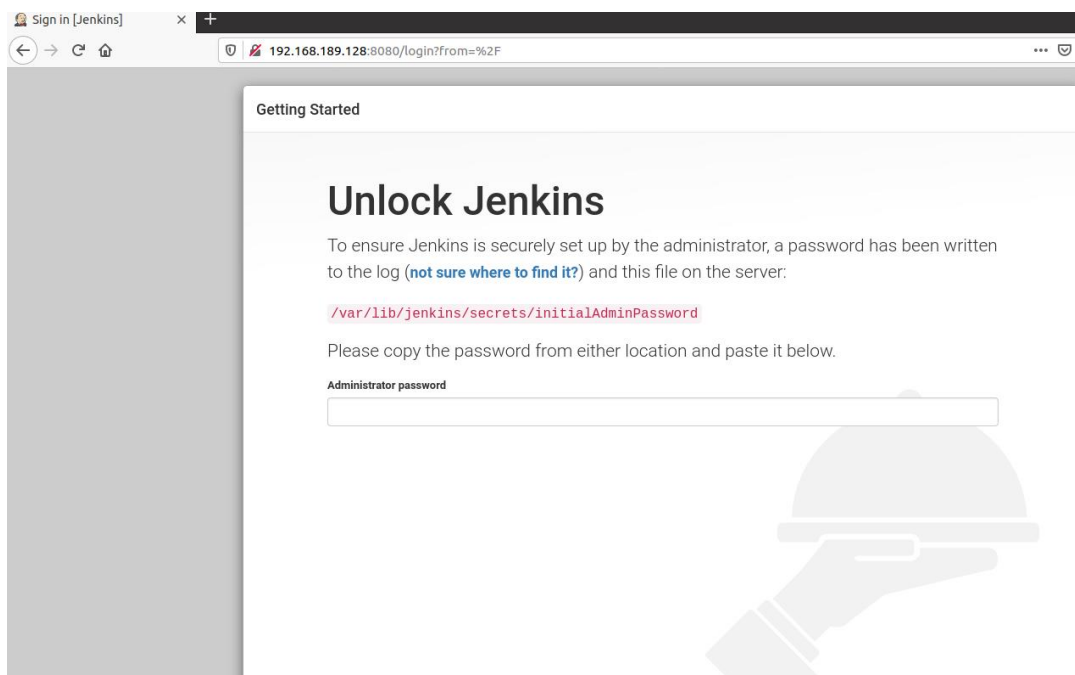 Sign in [Jenkins]
192.168.189.128:8080/login?from=%2F
Getting Started
Unlock Jenkins
To ensure Jenkins is securely set up by the administrator, a password has been written
to the log (not sure where to find it?) and this file on the server:
/var/lib/jenkins/secrets/initialAdminPassword
Please copy the password from either location and paste it below.
Administrator password